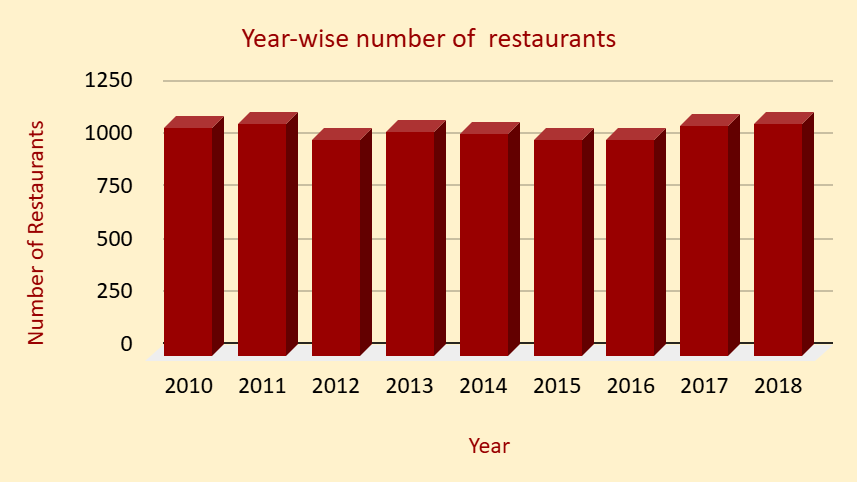 Year-wise number of  restaurants
Number of Restaurants
1250
1000
750
500
250
0
2010 2011 2012 2013 2014 2015 2016 2017 2018
Year